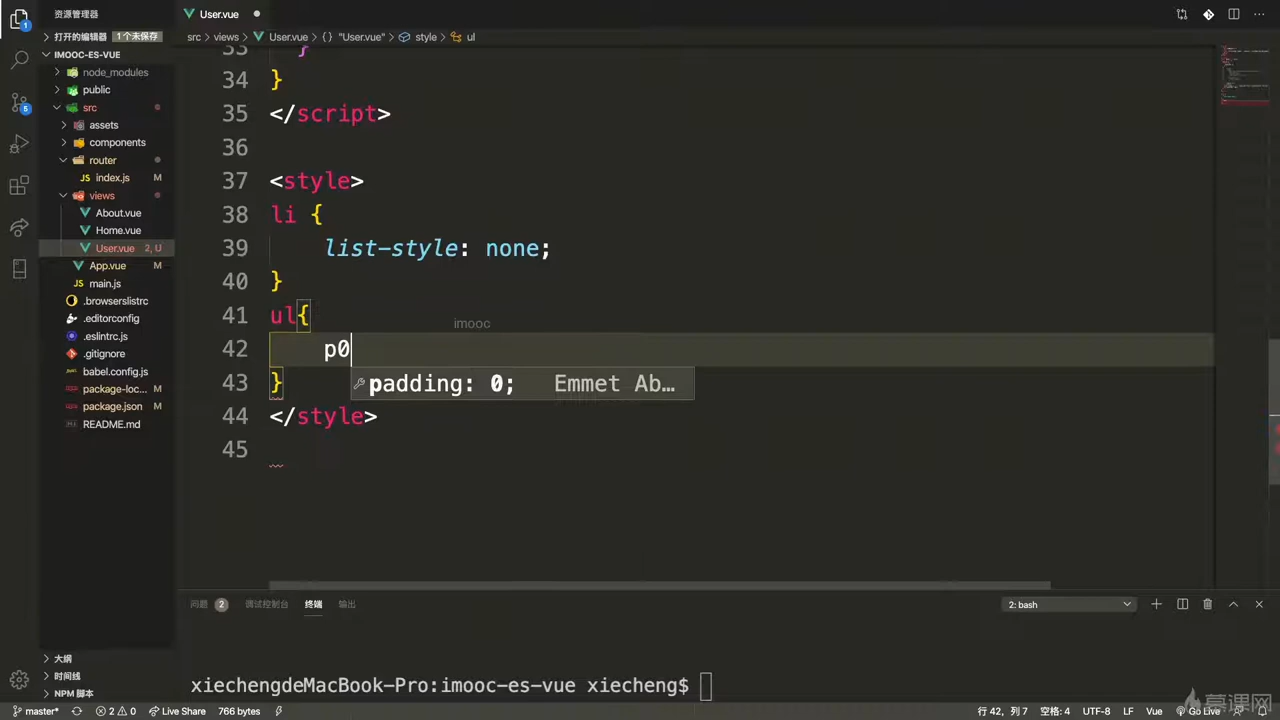 资源管理器
User.vue
打开的编辑器 1个未保存
src > views > User.vue > {} "User.vue" > style > ul
IMOOC-ES-VUE
node_modules
public
src
assets
components
router
index.js M
views
About.vue
Home.vue
User.vue 2, U
App.vue M
main.js
.browserslistrc
.editorconfig
.eslintrc.js
.gitignore
babel.config.js
package-loc... M
package.json M
README.md
大纲
时间线
NPM 脚本
33 }
34 }
35 </script>
36
37 <style>
38 li {
39 list-style: none;
40 }
41 ul{
imooc
42 p0
padding: 0; Emmet Ab...
43 }
44 </style>
45
问题 2 调试控制台 终端 输出
2: bash
xiechengdeMacBook-Pro:imooc-es-vue xiecheng$
慕课网
master* 2 0 Live Share 766 bytes 行 42, 列 7 空格: 4 UTF-8 LF Vue Go Live